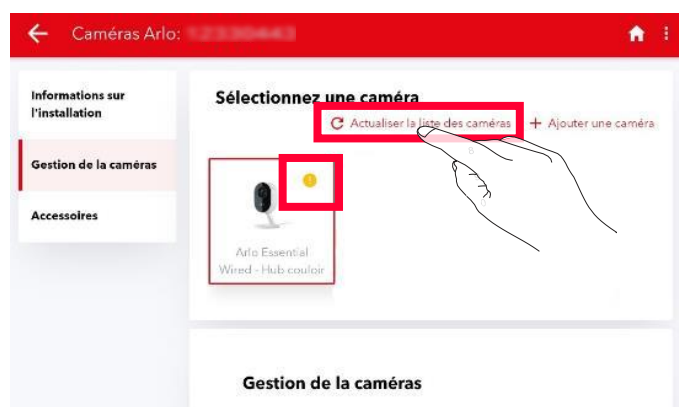 Caméras Arlo:
Informations sur
l'installation
Gestion de la caméras
Accessoires
Sélectionnez une caméra
Actualiser la liste des caméras
+ Ajouter une caméra
Arlo Essential
Wired - Hub couloir
Gestion de la caméras